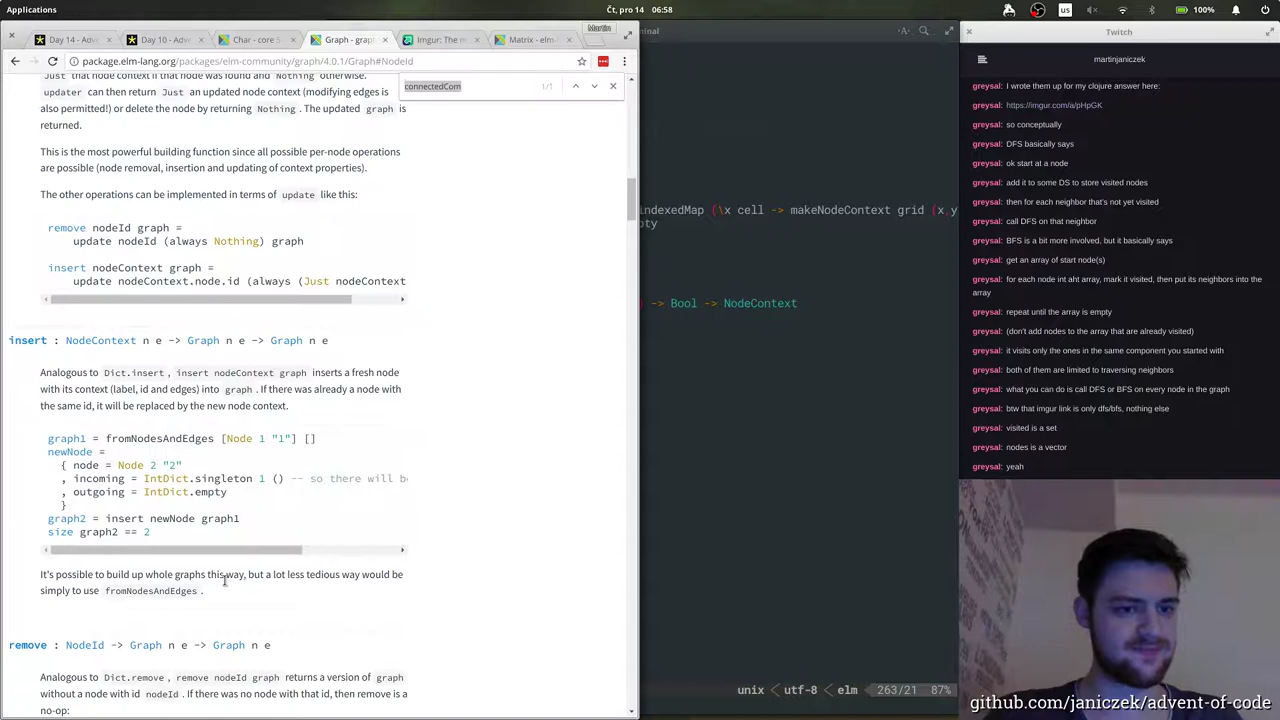 Applications
Čt, pro 14 06:58
us
100%
Martin
Day 14 - Adv
Day 10 - Adve
Char - core 5
Graph - graph
Imgur: The m
Matrix - elm-
minal
Twitch
package.elm-lang.org/packages/elm-community/graph/4.0.1/Graph#NodeId
martinjaniczek
connectedCom
1/1
Just that node context if that node was found and Nothing otherwise.
updater can then return Just an updated node context (modifying edges is
also permitted!) or delete the node by returning Nothing. The updated graph is
returned.
This is the most powerful building function since all possible per-node operations
are possible (node removal, insertion and updating of context properties).
The other operations can be implemented in terms of update like this:
remove nodeId graph =
update nodeId (always Nothing) graph
insert nodeContext graph =
update nodeContext.node.id (always (Just nodeContext
insert : NodeContext n e -> Graph n e -> Graph n e
Analogous to Dict.insert, insert nodeContext graph inserts a fresh node
with its context (label, id and edges) into graph. If there was already a node with
the same id, it will be replaced by the new node context.
graph1 = fromNodesAndEdges [Node 1 "1"] []
newNode =
{ node = Node 2 "2"
, incoming = IntDict.singleton 1 () -- so there will be
, outgoing = IntDict.empty
}
graph2 = insert newNode graph1
size graph2 == 2
It's possible to build up whole graphs this way, but a lot less tedious way would be
simply to use fromNodesAndEdges.
remove : NodeId -> Graph n e -> Graph n e
Analogous to Dict.remove, remove nodeId graph returns a version of graph
without a node with id nodeId. If there was no node with that id, then remove is a
no-op:
indexedMap (\x cell -> makeNodeContext grid (x,y
pty
) -> Bool -> NodeContext
unix < utf-8 < elm < 263/21 87%
greysal: I wrote them up for my clojure answer here:
greysal: https://imgur.com/a/pHpGK
greysal: so conceptually
greysal: DFS basically says
greysal: ok start at a node
greysal: add it to some DS to store visited nodes
greysal: then for each neighbor that's not yet visited
greysal: call DFS on that neighbor
greysal: BFS is a bit more involved, but it basically says
greysal: get an array of start node(s)
greysal: for each node int aht array, mark it visited, then put its neighbors into the
array
greysal: repeat until the array is empty
greysal: (don't add nodes to the array that are already visited)
greysal: it visits only the ones in the same component you started with
greysal: both of them are limited to traversing neighbors
greysal: what you can do is call DFS or BFS on every node in the graph
greysal: btw that imgur link is only dfs/bfs, nothing else
greysal: visited is a set
greysal: nodes is a vector
greysal: yeah
github.com/janiczek/advent-of-code